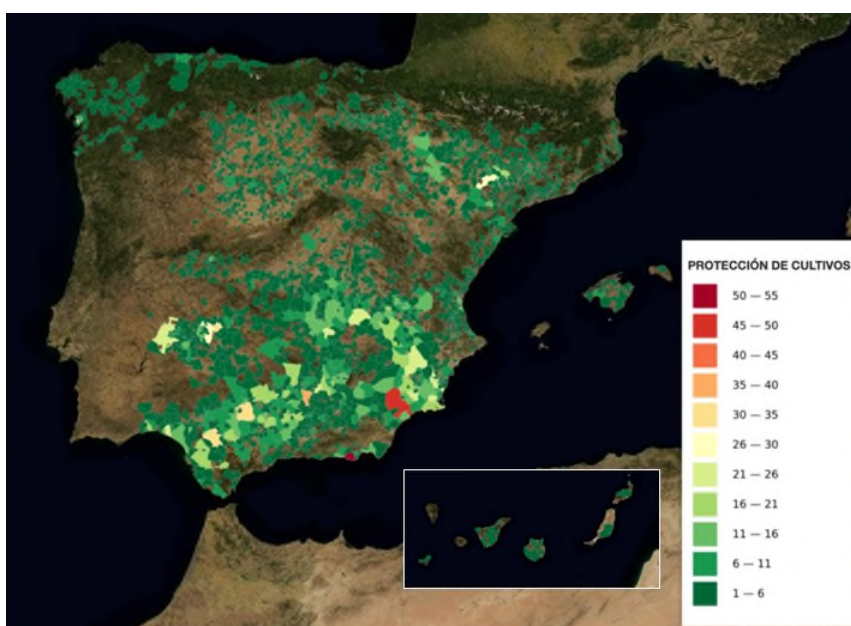 PROTECCIÓN DE CULTIVOS
50 — 55
45 — 50
40 — 45
35 — 40
30 — 35
26 — 30
21 — 26
16 — 21
11 — 16
6 — 11
1 — 6